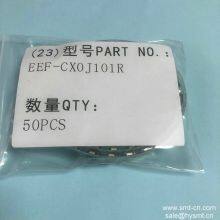 (23)型号PART NO.:
EEF-CX0J101R
数量QTY:
50PCS
www.smt-cn.com
sale@hysmt.cn